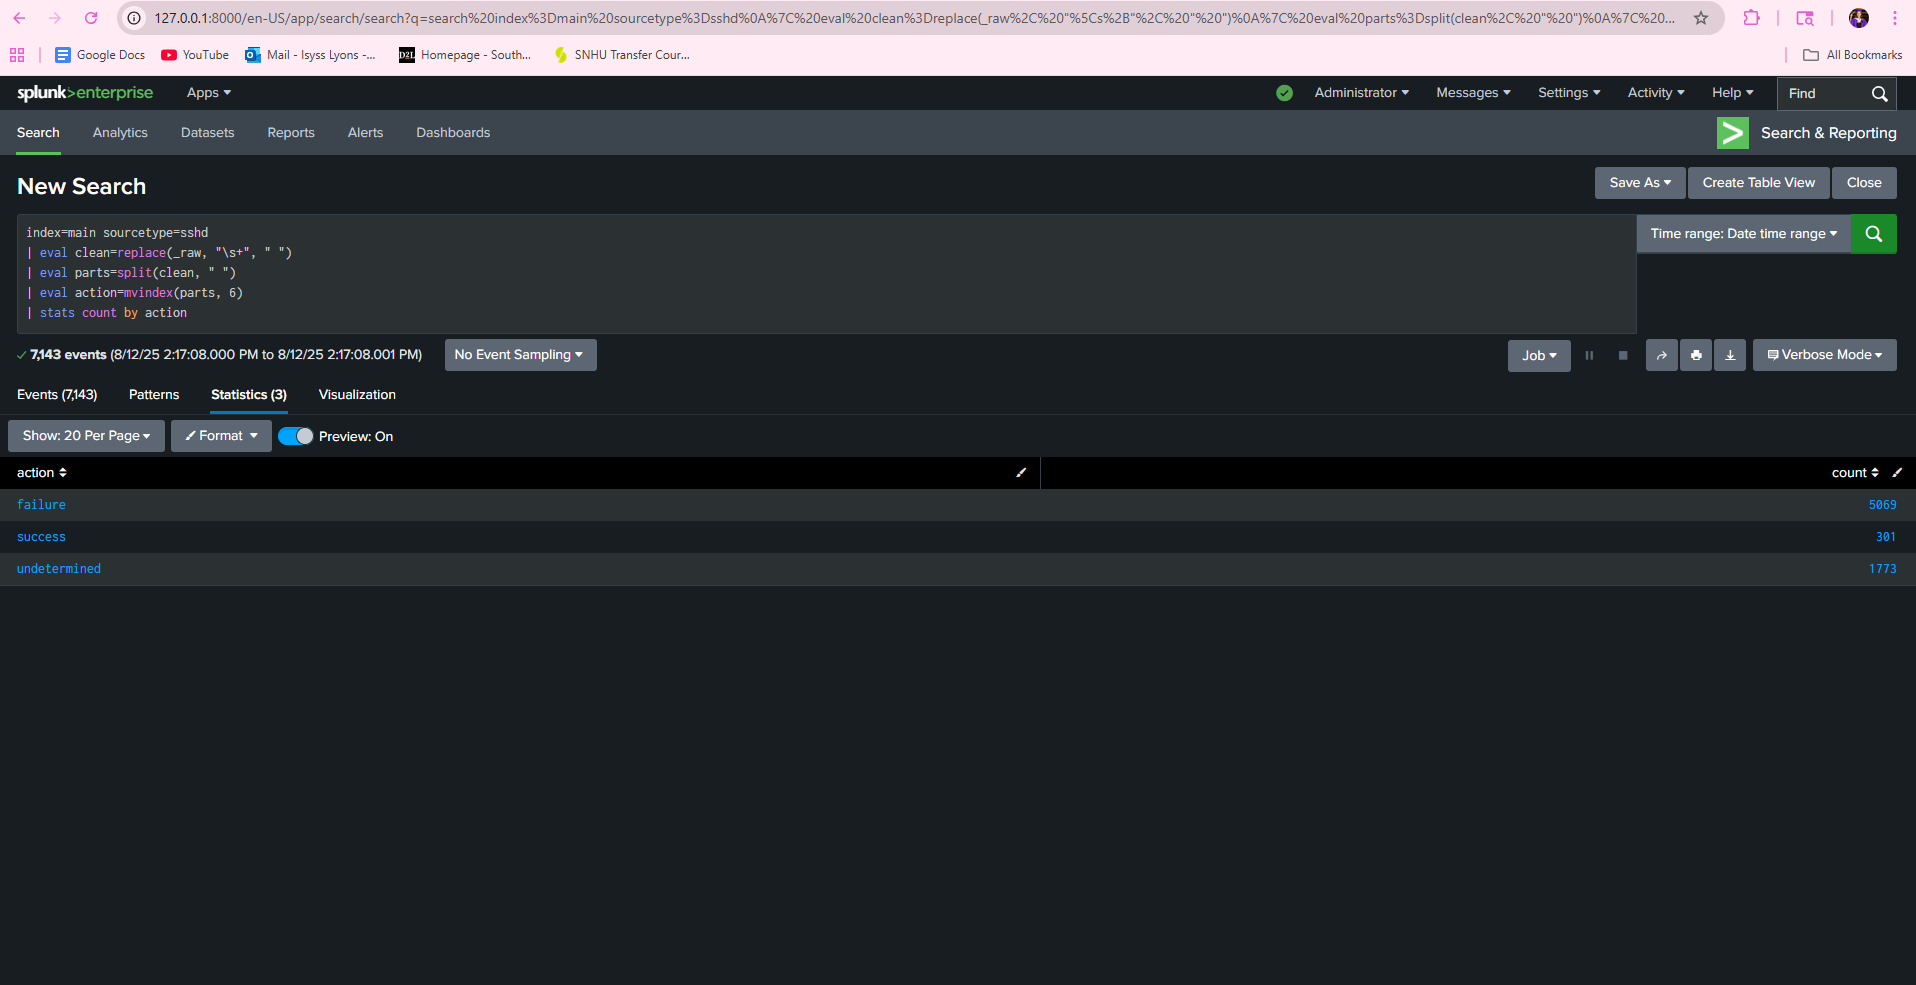 127.0.0.1:8000/en-US/app/search/search?q=search%20index%3Dmain%20sourcetype%3Dsshd%0A%7C%20eval%20clean%3Dreplace(_raw%2C%20"%5Cs%2B"%2C%20"%20")%0A%7C%20eval%20parts%3Dsplit(clean%2C%20"%20")%0A%7C%20...
Google Docs YouTube Mail - Isyss Lyons -... D2L Homepage - South... SNHU Transfer Cour... All Bookmarks
splunk>enterprise Apps Administrator Messages Settings Activity Help Find
Search Analytics Datasets Reports Alerts Dashboards Search & Reporting
New Search Save As Create Table View Close
index=main sourcetype=sshd
| eval clean=replace(_raw, "\s+", " ")
| eval parts=split(clean, " ")
| eval action=mvindex(parts, 6)
| stats count by action
Time range: Date time range
7,143 events (8/12/25 2:17:08.000 PM to 8/12/25 2:17:08.001 PM) No Event Sampling Job Verbose Mode
Events (7,143) Patterns Statistics (3) Visualization
Show: 20 Per Page Format Preview: On
action count
failure 5069
success 301
undetermined 1773